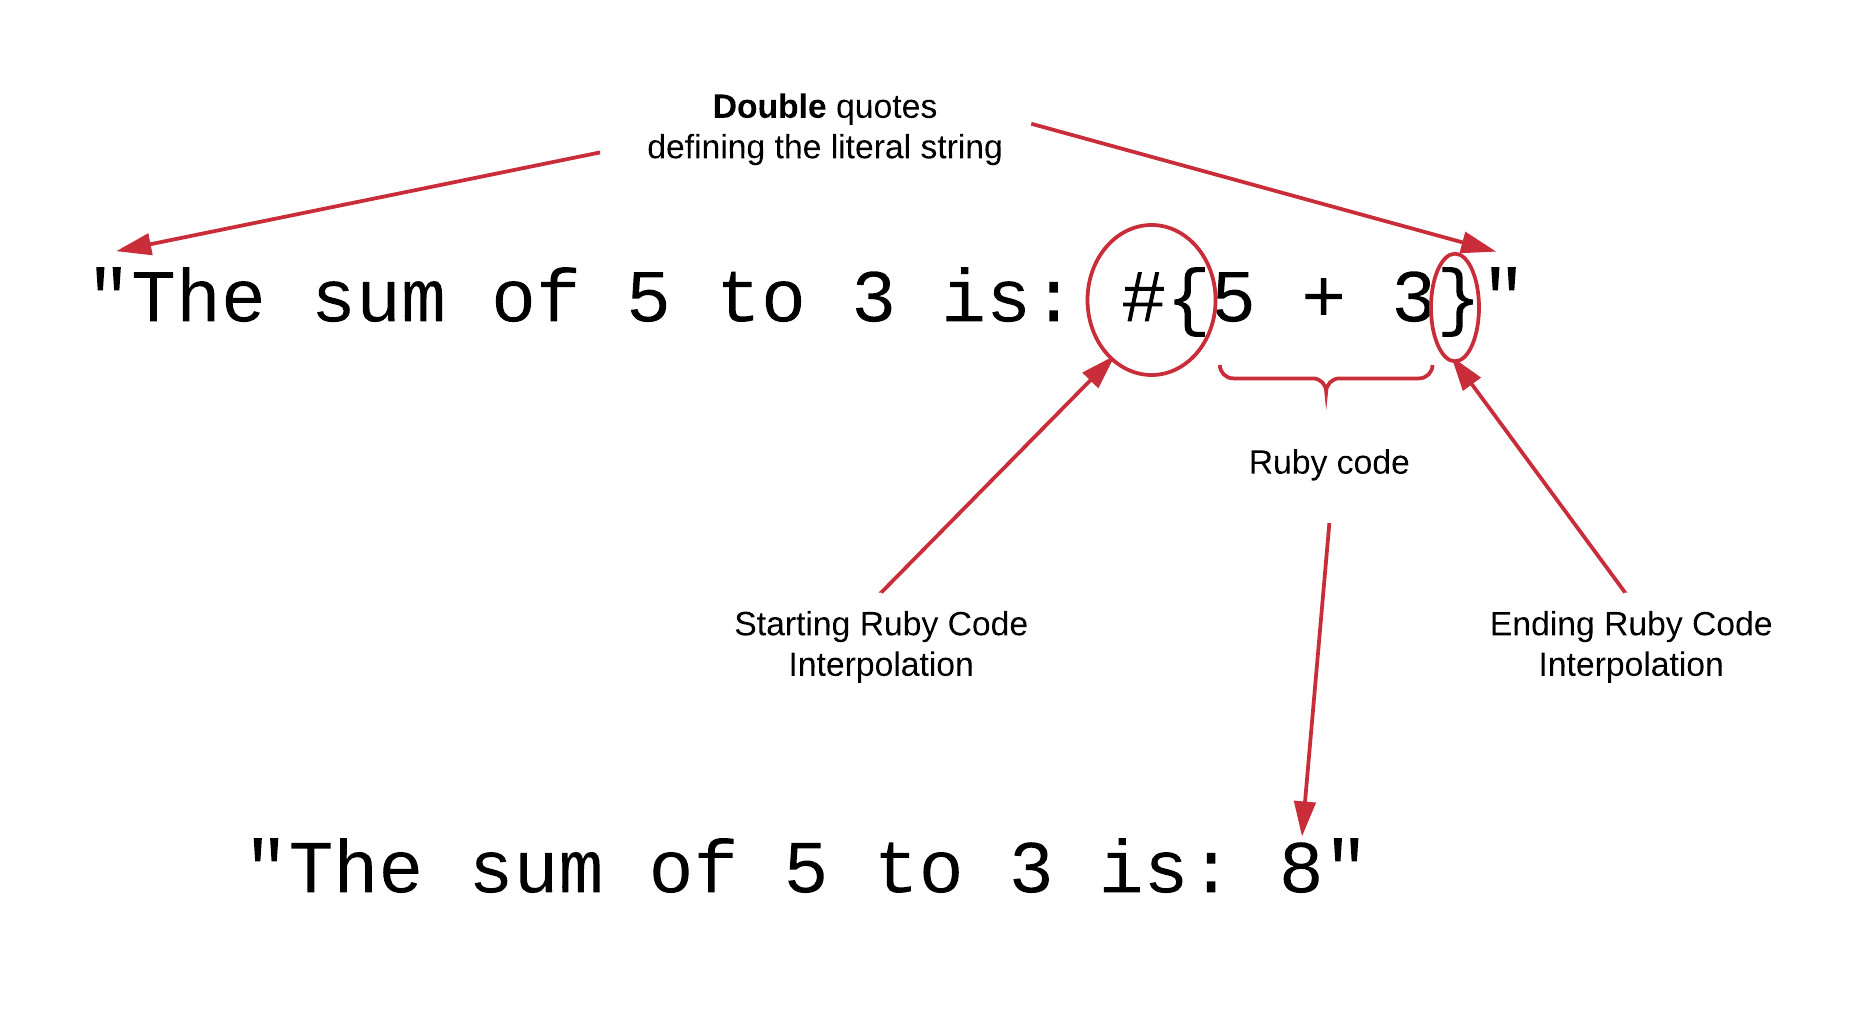 Double quotes
defining the literal string
"The sum of 5 to 3 is: #{5 + 3}"
Ruby code
Starting Ruby Code
Interpolation
Ending Ruby Code
Interpolation
"The sum of 5 to 3 is: 8"